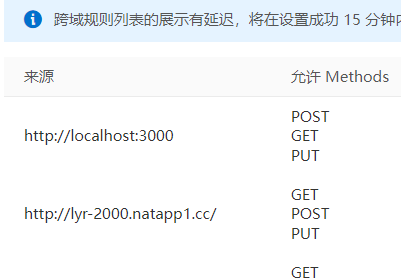 跨域规则列表的展示有延迟，将在设置成功 15 分钟内
来源 允许 Methods
http://localhost:3000
POST
GET
PUT
http://lyr-2000.natapp1.cc/
GET
POST
PUT
GET